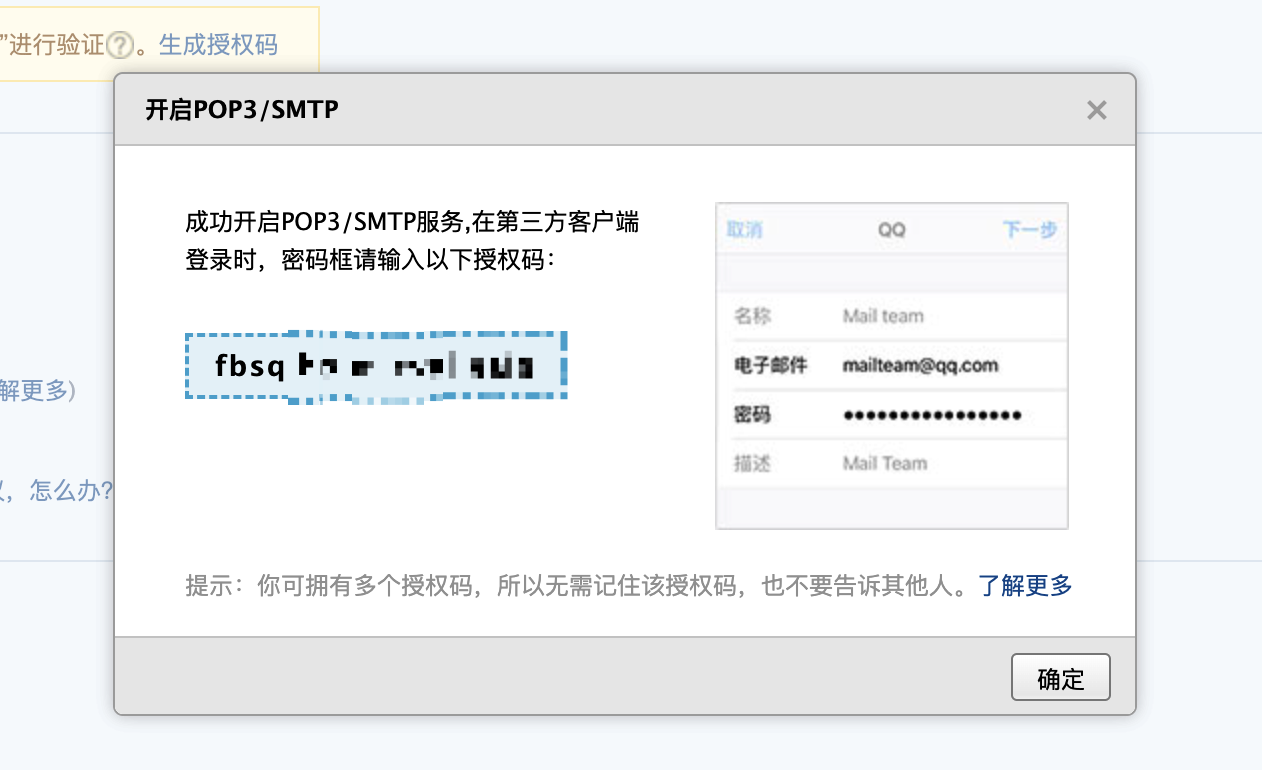 ”进行验证?。生成授权码
开启POP3/SMTP
成功开启POP3/SMTP服务,在第三方客户端
登录时，密码框请输入以下授权码：
fbsq
取消 QQ 下一步
名称 Mail team
电子邮件 mailteam@qq.com
密码 ••••••••••••••••
描述 Mail Team
解更多)
，怎么办?
提示：你可拥有多个授权码，所以无需记住该授权码，也不要告诉其他人。了解更多
确定